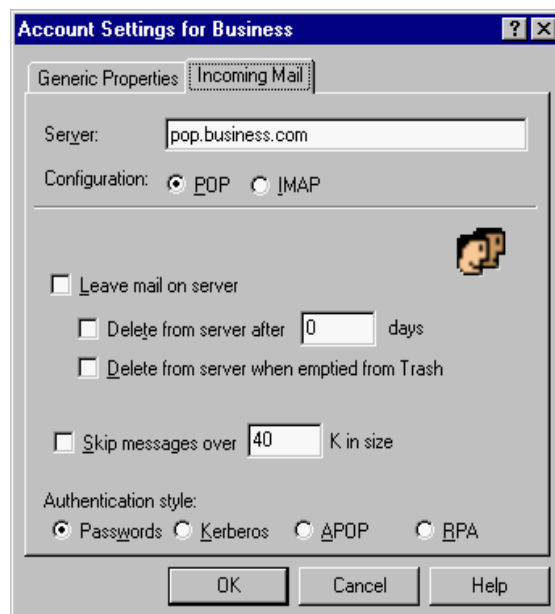 Account Settings for Business
Generic Properties Incoming Mail
Server: pop.business.com
Configuration: POP IMAP
Leave mail on server
Delete from server after 0 days
Delete from server when emptied from Trash
Skip messages over 40 K in size
Authentication style:
Passwords Kerberos APOP RPA
OK Cancel Help